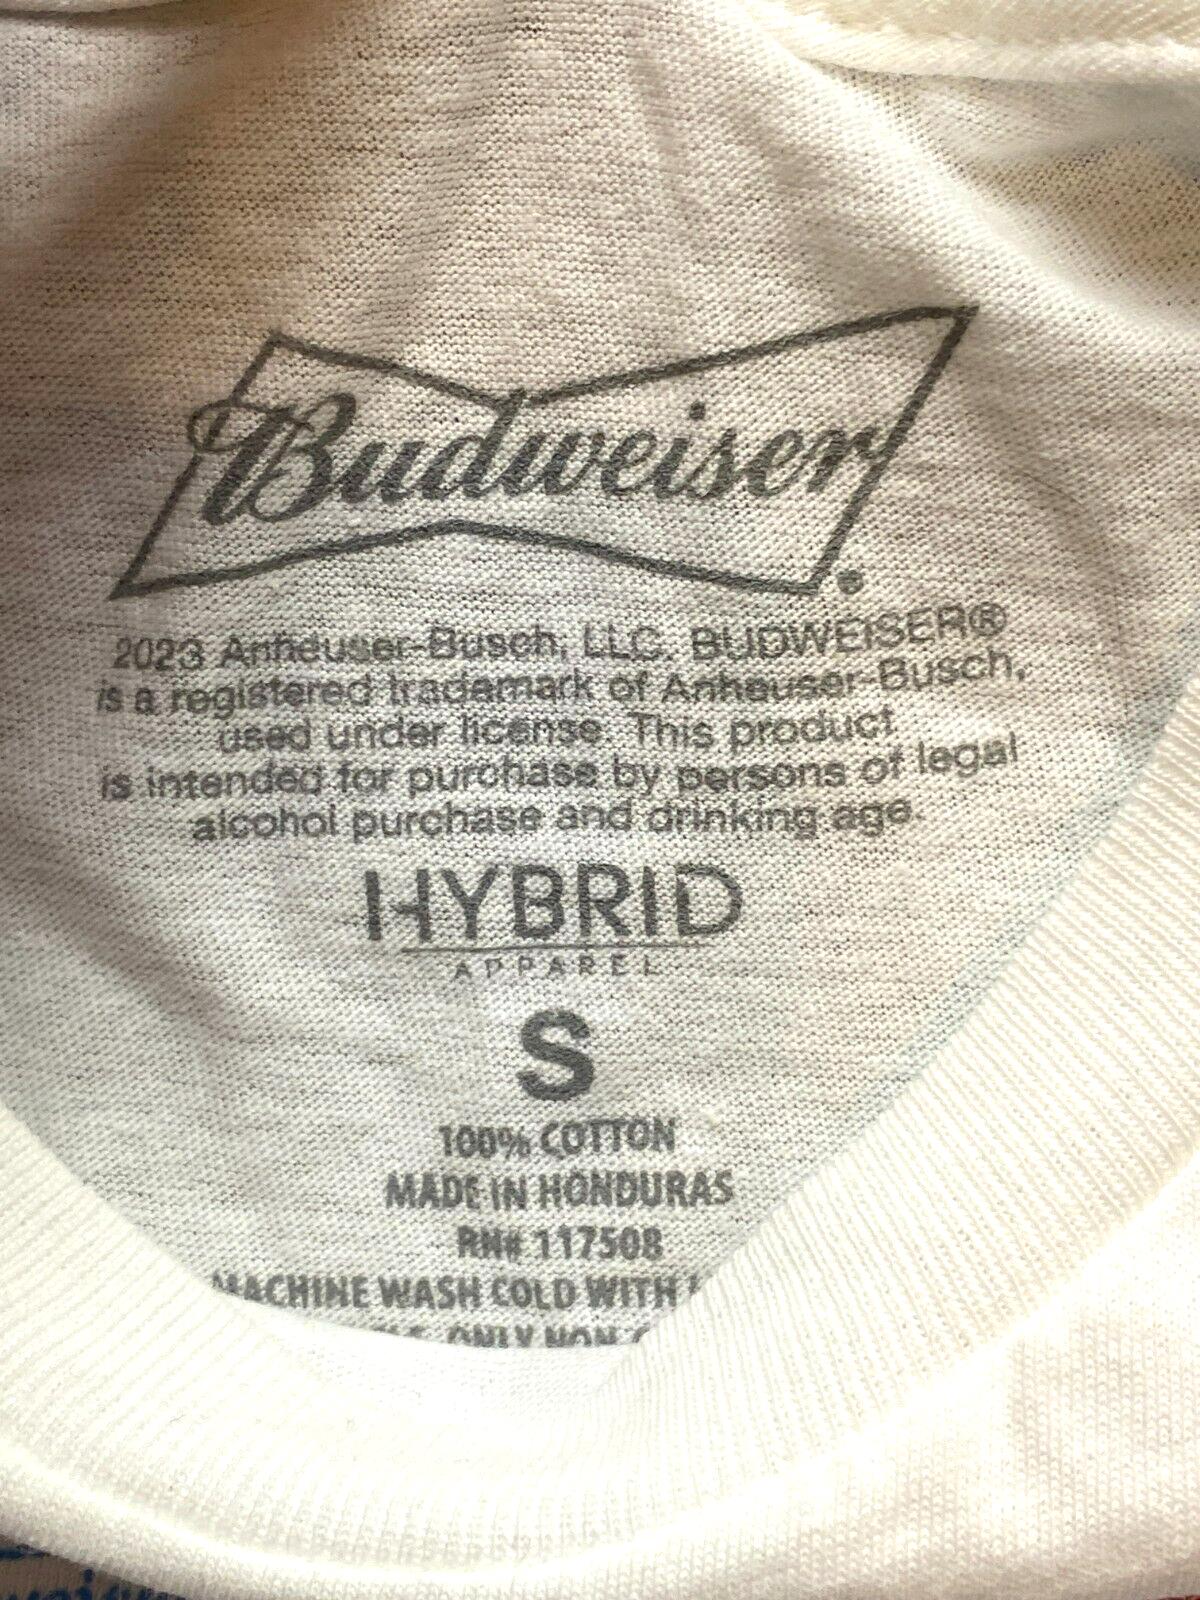 Budweiser
2023 Anheuser-Busch, LLC. BUDWEISER®
is a registered trademark of Anheuser-Busch,
used under license. This product
is intended for purchase by persons of legal
alcohol purchase and drinking age.
HYBRID
APPAREL
S
100% COTTON
MADE IN HONDURAS
RN# 117508
MACHINE WASH COLD WITH
ONLY NON